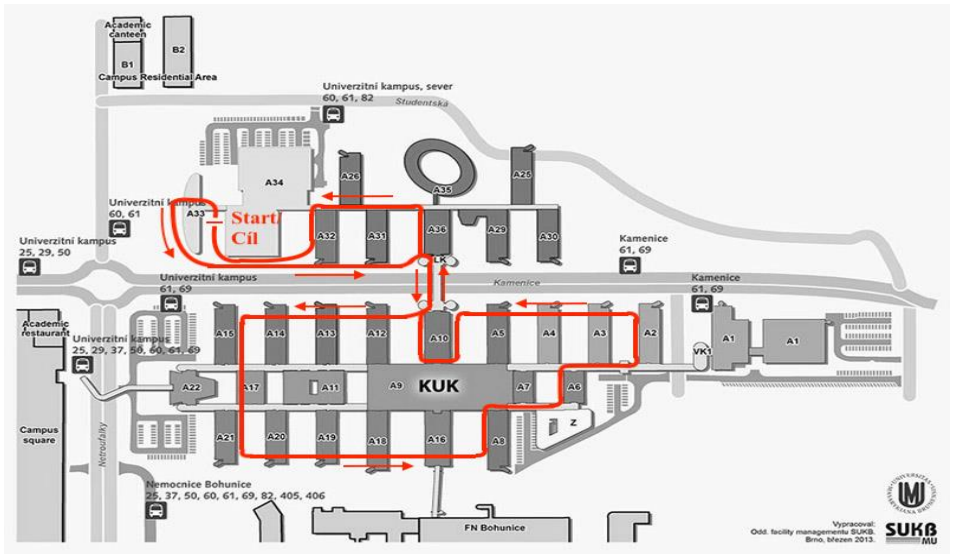 Academic
canteen
B1
B2
Campus Residential Area
Univerzitní kampus, sever
60, 61, 82
Studentská
A26
A35
A25
A34
Univerzitní kampus
60, 61
A33
Start/
Cíl
A32
A31
A36
A29
A30
LK
Univerzitní kampus
25, 29, 50
Kamenice
61, 69
Univerzitní kampus
61, 69
Kamenice
Kamenice
61, 69
Academic
restaurant
A15
A14
A13
A12
A10
A5
A4
A3
A2
A1
A1
VK1
Univerzitní kampus
25, 29, 37, 50, 60, 61, 69
A22
A17
A11
A9
KUK
A7
A6
Z
Campus
square
Netroufalky
A21
A20
A19
A18
A16
A8
Nemocnice Bohunice
25, 37, 50, 60, 61, 69, 82, 405, 406
FN Bohunice
Vypracoval:
Odd. facility managementu SUKB.
Brno, březen 2013.
SUKB
MU